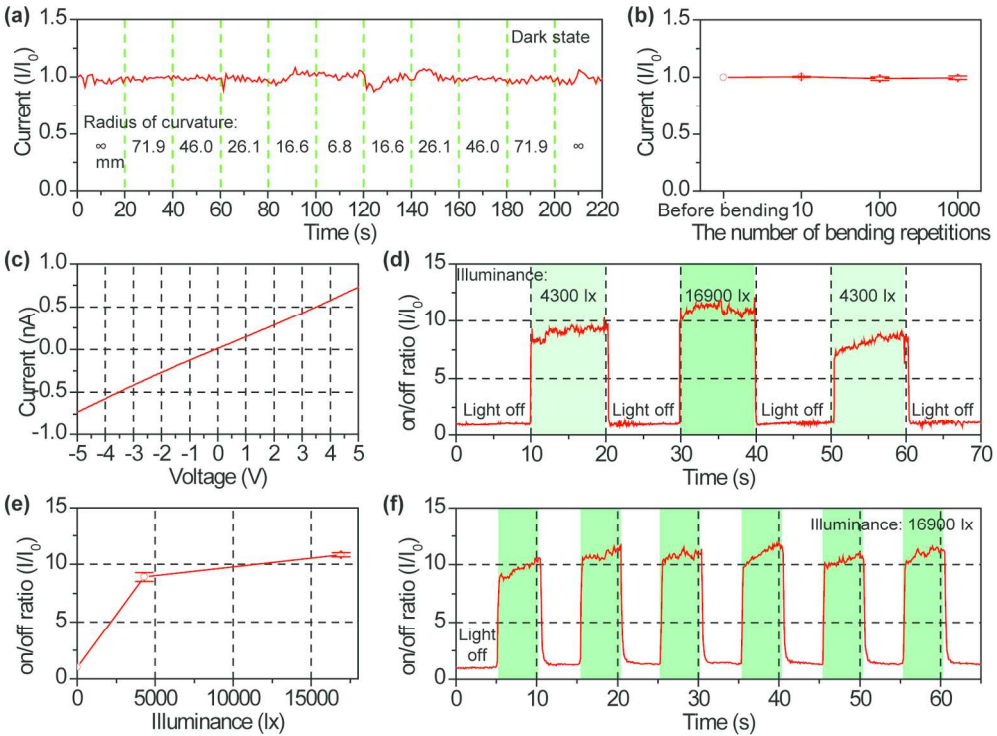 (a)
Current (I/I0)
1.5
1.0
0.5
0.0
Dark state
Radius of curvature:
∞ 71.9 46.0 26.1 16.6 6.8 16.6 26.1 46.0 71.9 ∞
mm
0 20 40 60 80 100 120 140 160 180 200 220
Time (s)
(b)
Current (I/I0)
1.5
1.0
0.5
0.0
Before bending 10 100 1000
The number of bending repetitions
(c)
Current (nA)
1.0
0.5
0.0
-0.5
-1.0
-5 -4 -3 -2 -1 0 1 2 3 4 5
Voltage (V)
(d)
on/off ratio (I/I0)
15
10
5
0
Illuminance:
4300 lx 16900 lx 4300 lx
Light off Light off Light off Light off
0 10 20 30 40 50 60 70
Time (s)
(e)
on/off ratio (I/I0)
15
10
5
0
0 5000 10000 15000
Illuminance (lx)
(f)
on/off ratio (I/I0)
15
10
5
0
Illuminance: 16900 lx
Light
off
0 10 20 30 40 50 60
Time (s)